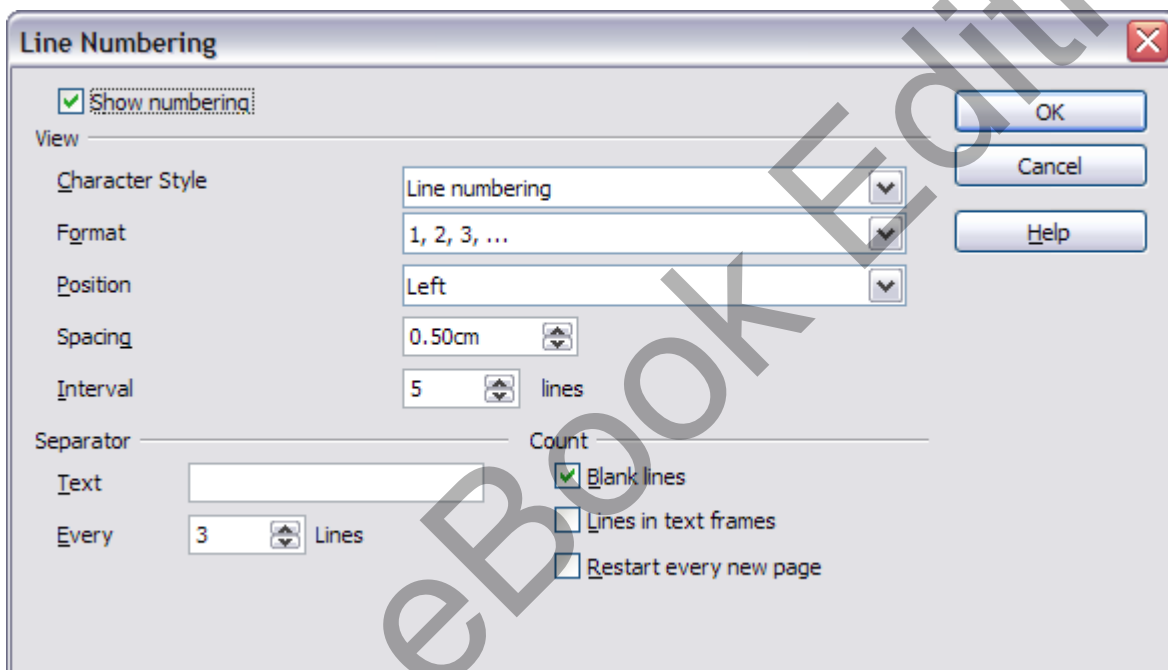 Line Numbering
Show numbering
View
Character Style
Line numbering
Format
1, 2, 3, ...
Position
Left
Spacing
0.50cm
Interval
5 lines
Separator
Text
Every 3 Lines
Count
Blank lines
Lines in text frames
Restart every new page
OK
Cancel
Help
eBook Editi